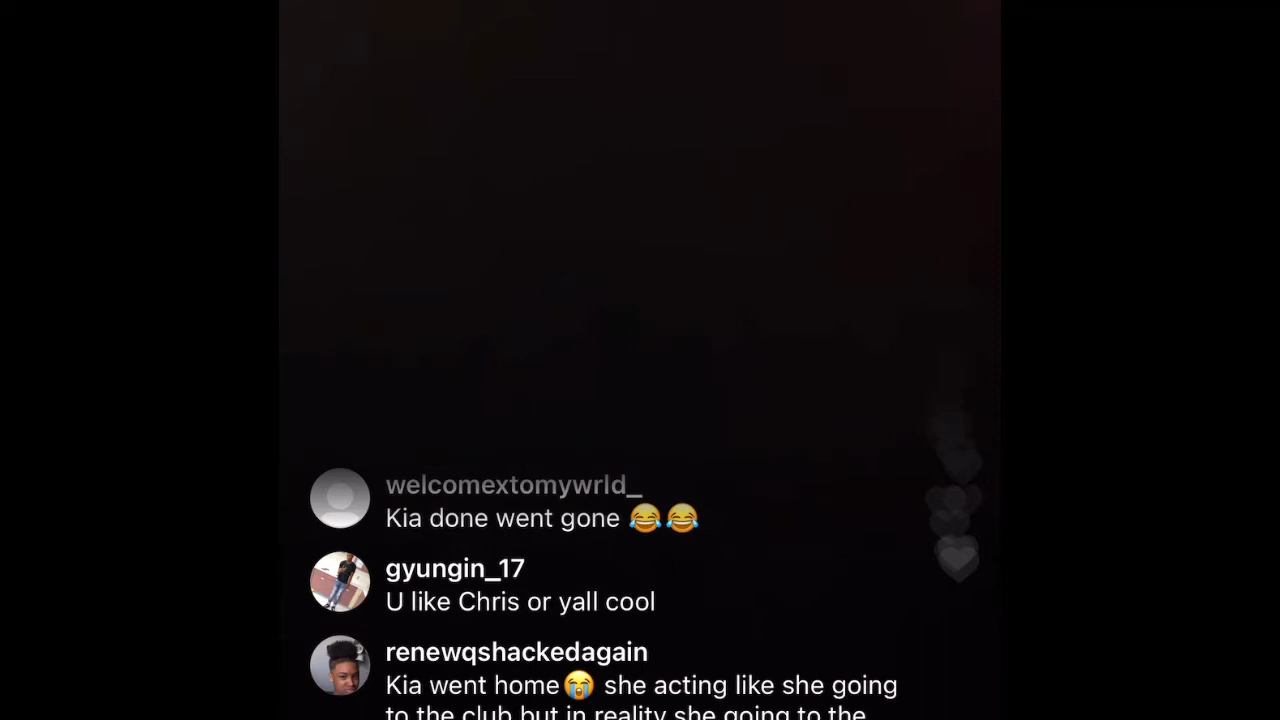 welcomextomywrld_
Kia done went gone 😂😂
gyungin_17
U like Chris or yall cool
renewqshackedagain
Kia went home😭 she acting like she going
to the club but in reality she going to the